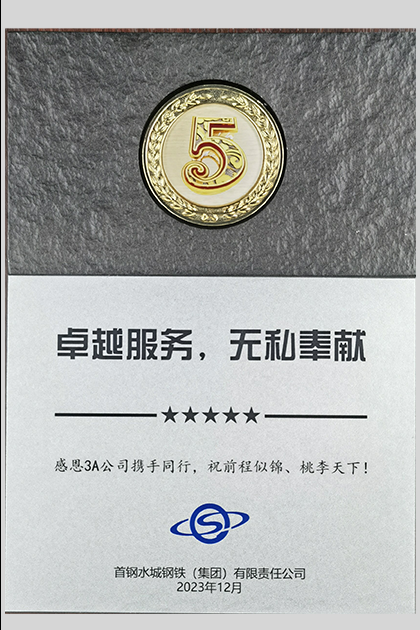 5
卓越服务，无私奉献
★★★★★
感恩3A公司携手同行，祝前程似锦、桃李天下！
首钢水城钢铁（集团）有限责任公司
2023年12月